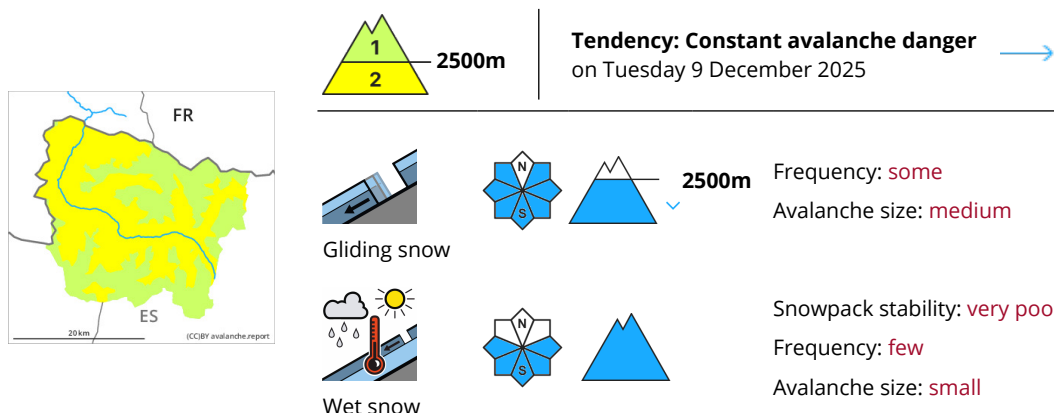 1
2
2500m
Tendency: Constant avalanche danger
on Tuesday 9 December 2025
FR
ES
20 km
(CC)BY avalanche.report
Gliding snow
N
S
2500m
Frequency: some
Avalanche size: medium
Wet snow
N
S
Snowpack stability: very poo
Frequency: few
Avalanche size: small